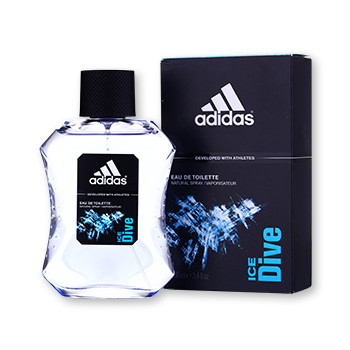 adidas
DEVELOPED WITH ATHLETES
EAU DE TOILETTE
NATURAL SPRAY / VAPORISATEUR
ICE
Dive
adidas
DEVELOPED WITH ATHLETES
EAU DE TOILETTE
NATURAL SPRAY / VAPORISATEUR
ICE
Dive